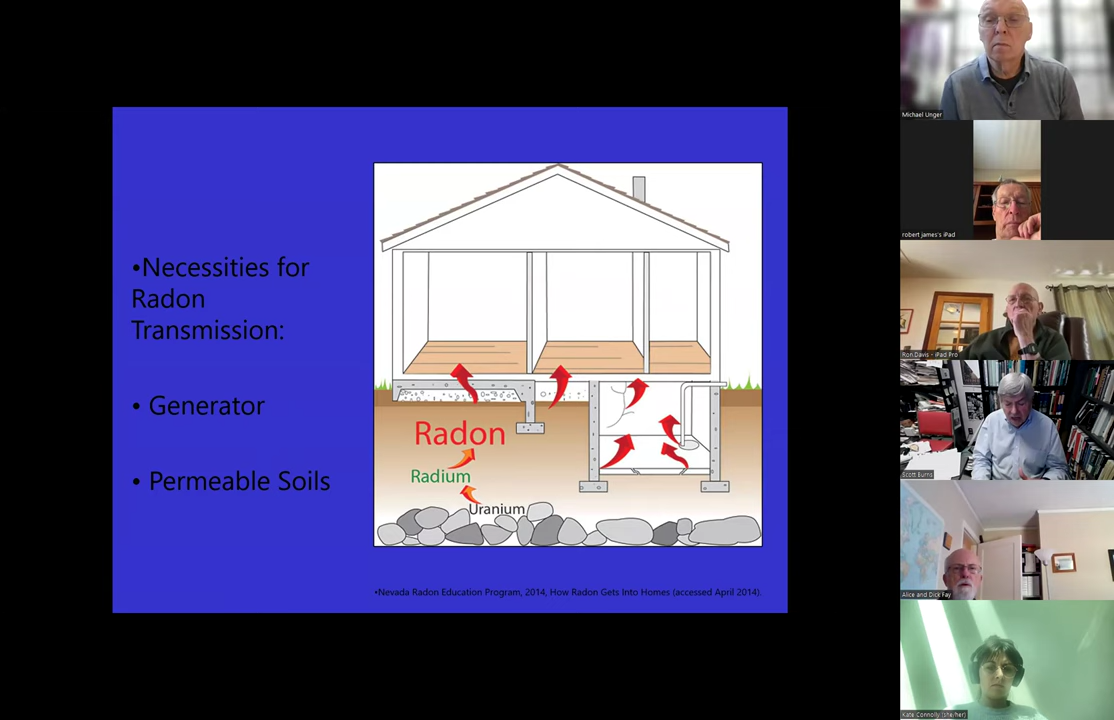 •Necessities for
Radon
Transmission:
• Generator
• Permeable Soils
Radon
Radium
Uranium
•Nevada Radon Education Program, 2014, How Radon Gets Into Homes (accessed April 2014).
Michael Unger
robert james's iPad
Ron Davis - iPad Pro
Scott Burns
Alice and Dick Fay
Kate Connolly (she/her)